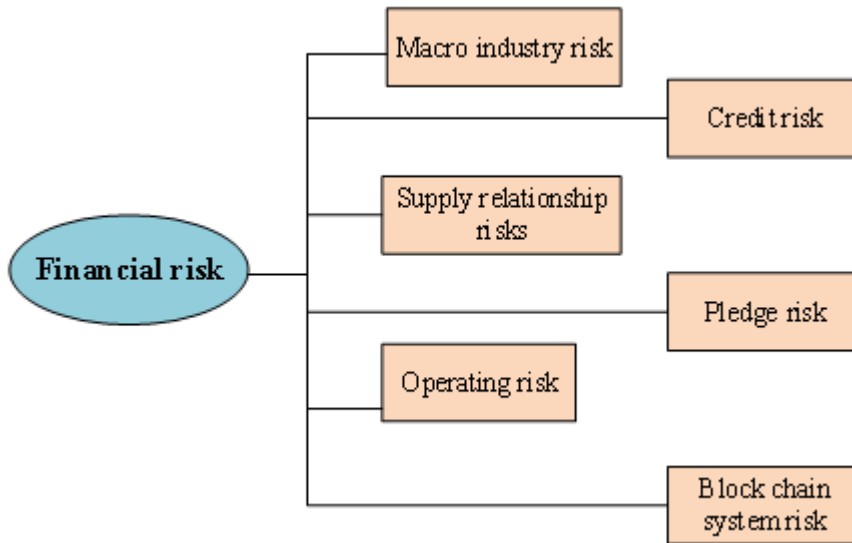 Macro industry risk
Credit risk
Supply relationship
risks
Financial risk
Pledge risk
Operating risk
Block chain
system risk